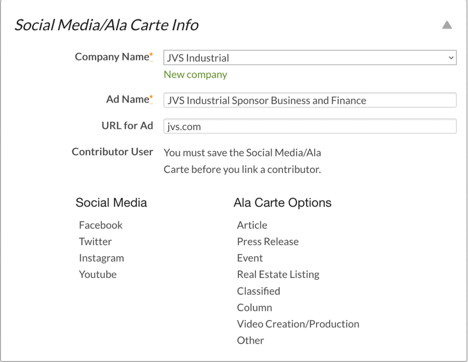 Social Media/Ala Carte Info
Company Name*
JVS Industrial
New company
Ad Name*
JVS Industrial Sponsor Business and Finance
URL for Ad
jvs.com
Contributor User
You must save the Social Media/Ala
Carte before you link a contributor.
Social Media
Facebook
Twitter
Instagram
Youtube
Ala Carte Options
Article
Press Release
Event
Real Estate Listing
Classified
Column
Video Creation/Production
Other